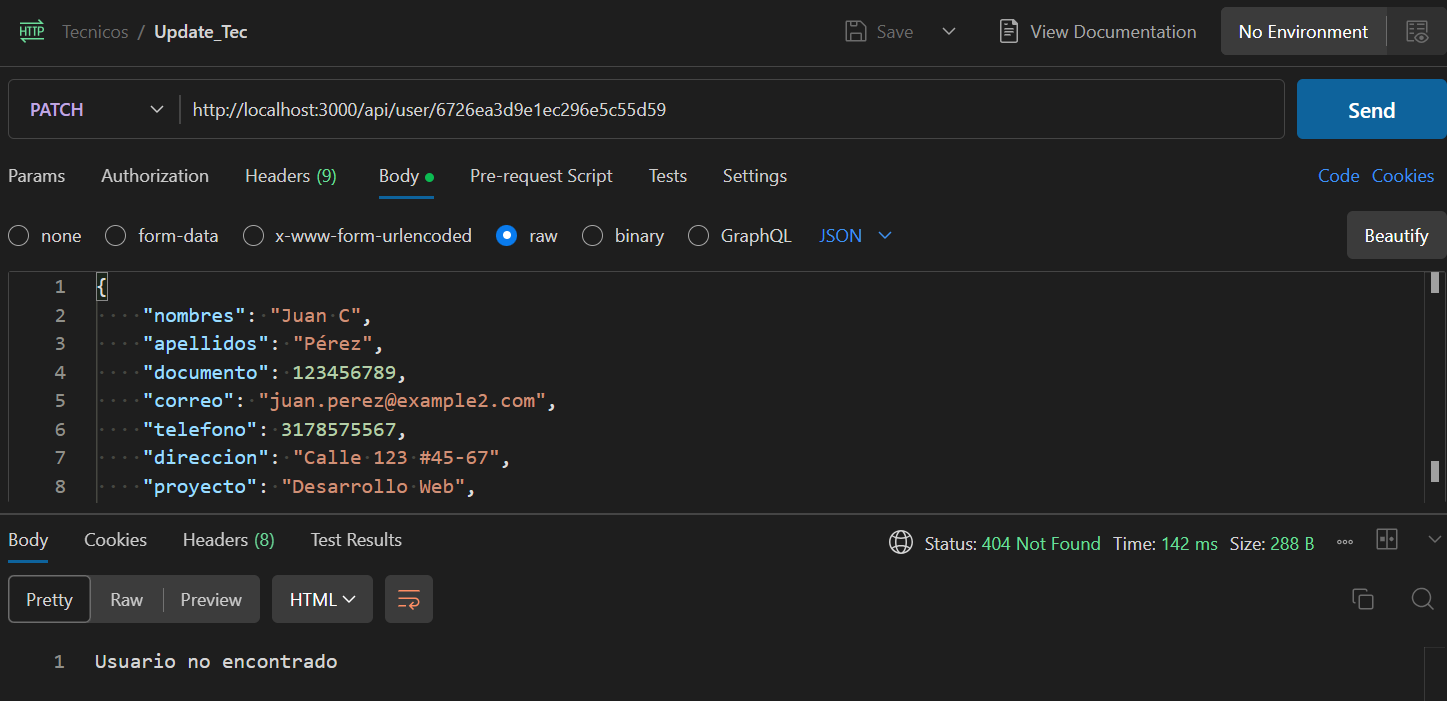 HTTP Tecnicos / Update_Tec Save View Documentation No Environment
PATCH http://localhost:3000/api/user/6726ea3d9e1ec296e5c55d59 Send
Params Authorization Headers (9) Body Pre-request Script Tests Settings Code Cookies
none form-data x-www-form-urlencoded raw binary GraphQL JSON Beautify
1 {
2 "nombres": "Juan C",
3 "apellidos": "Pérez",
4 "documento": 123456789,
5 "correo": "juan.perez@example2.com",
6 "telefono": 3178575567,
7 "direccion": "Calle 123 #45-67",
8 "proyecto": "Desarrollo Web",
Body Cookies Headers (8) Test Results Status: 404 Not Found Time: 142 ms Size: 288 B
Pretty Raw Preview HTML
1 Usuario no encontrado